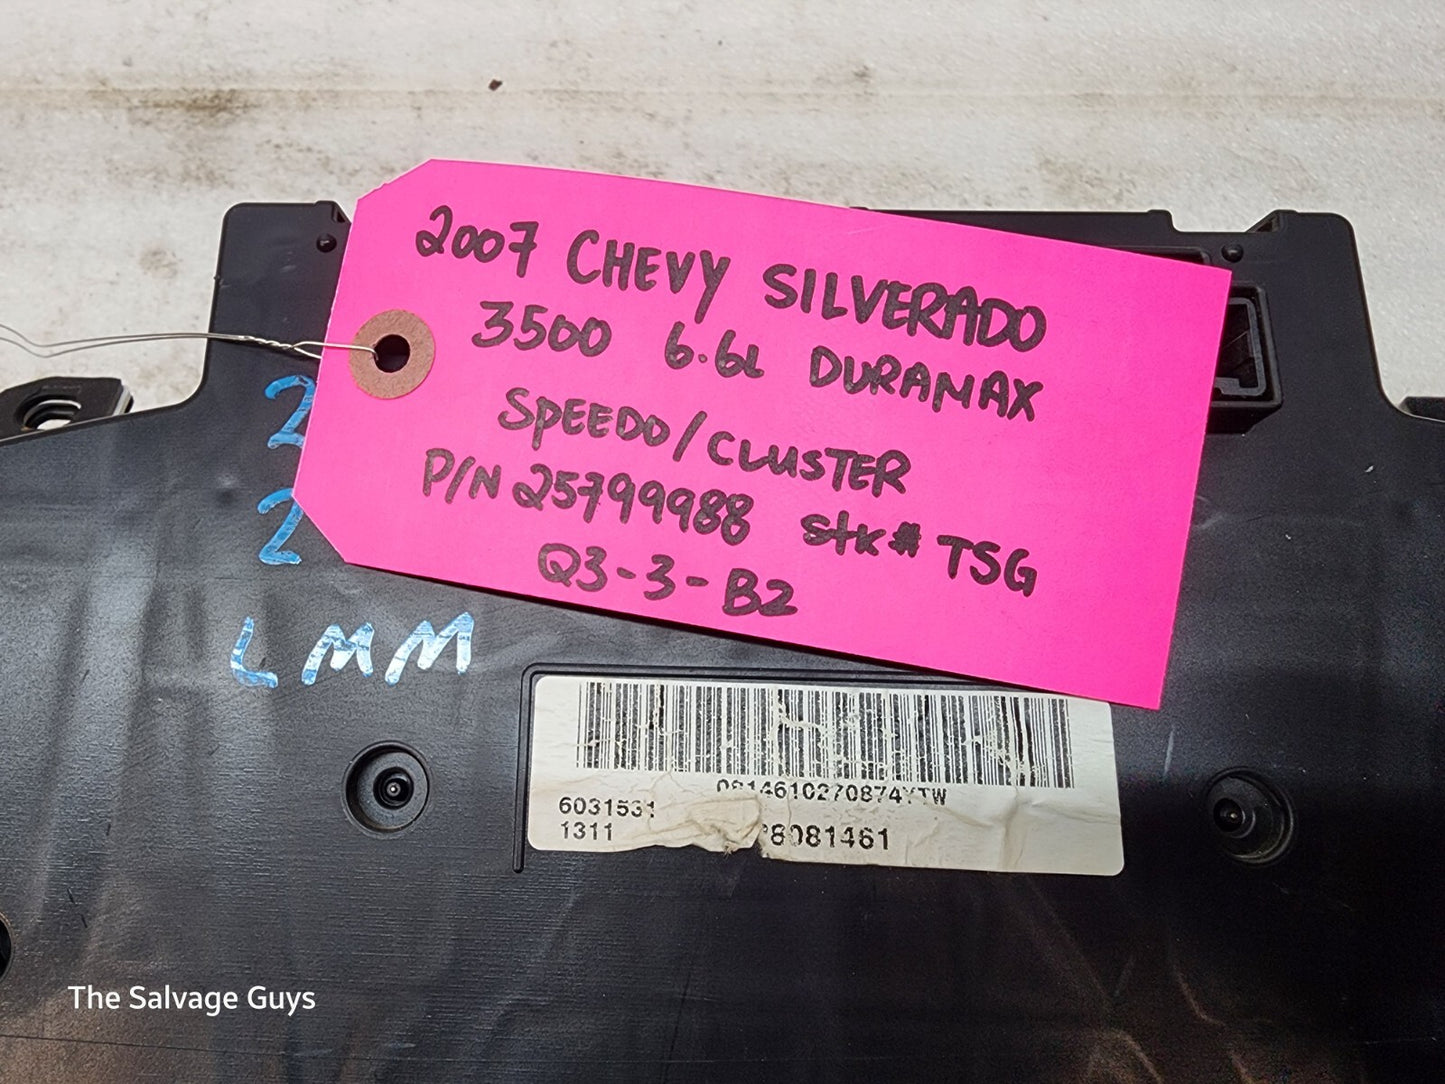 2007 CHEVY SILVERADO
3500 6.6L DURAMAX
SPEEDO/CLUSTER
P/N 25799988 Stk# TSG
Q3-3-B2
2
2
LMM
0814610270874YTW
6031531
1311 8081461
The Salvage Guys